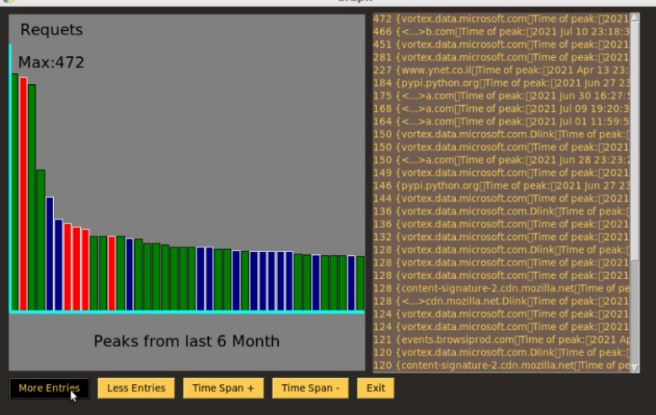 Graph
Requets
Max:472
Peaks from last 6 Month
472 {vortex.data.microsoft.com▯Time of peak:▯2021
466 {<...>b.com▯Time of peak:▯2021 Jul 10 23:18:3
451 {vortex.data.microsoft.com▯Time of peak:▯2021
281 {vortex.data.microsoft.com▯Time of peak:▯2021
227 {www.ynet.co.il▯Time of peak:▯2021 Apr 13 23:
184 {pypi.python.org▯Time of peak:▯2021 Jun 27 23
175 {<...>a.com▯Time of peak:▯2021 Jun 30 16:27:5
168 {<...>a.com▯Time of peak:▯2021 Jul 09 19:20:3
164 {<...>a.com▯Time of peak:▯2021 Jul 01 11:59:5
150 {vortex.data.microsoft.com.Dlink▯Time of peak:
150 {vortex.data.microsoft.com▯Time of peak:▯2021
150 {<...>a.com▯Time of peak:▯2021 Jun 28 23:23:2
149 {vortex.data.microsoft.com▯Time of peak:▯2021
146 {pypi.python.org▯Time of peak:▯2021 Jun 27 23
144 {vortex.data.microsoft.com▯Time of peak:▯2021
136 {vortex.data.microsoft.com.Dlink▯Time of peak:
136 {vortex.data.microsoft.com▯Time of peak:▯2021
132 {vortex.data.microsoft.com▯Time of peak:▯2021
128 {vortex.data.microsoft.com.Dlink▯Time of peak:
128 {vortex.data.microsoft.com▯Time of peak:▯2021
128 {vortex.data.microsoft.com▯Time of peak:▯2021
128 {content-signature-2.cdn.mozilla.net▯Time of pe
128 {<...>cdn.mozilla.net.Dlink▯Time of peak:▯2021
124 {vortex.data.microsoft.com▯Time of peak:▯2021
124 {vortex.data.microsoft.com▯Time of peak:▯2021
121 {events.browsiprod.com▯Time of peak:▯2021 Ap
120 {vortex.data.microsoft.com.Dlink▯Time of peak:
120 {content-signature-2.cdn.mozilla.net▯Time of pe
More Entries
Less Entries
Time Span +
Time Span -
Exit